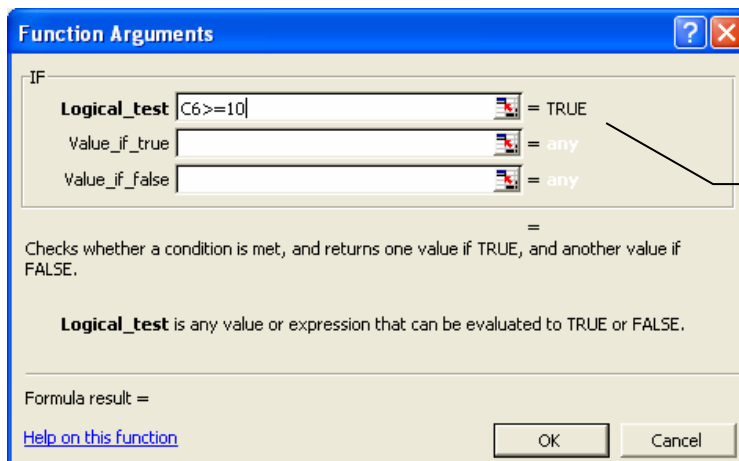 Function Arguments
IF
Logical_test C6>=10 = TRUE
Value_if_true = any
Value_if_false = any
=
Checks whether a condition is met, and returns one value if TRUE, and another value if
FALSE.
Logical_test is any value or expression that can be evaluated to TRUE or FALSE.
Formula result =
Help on this function OK Cancel